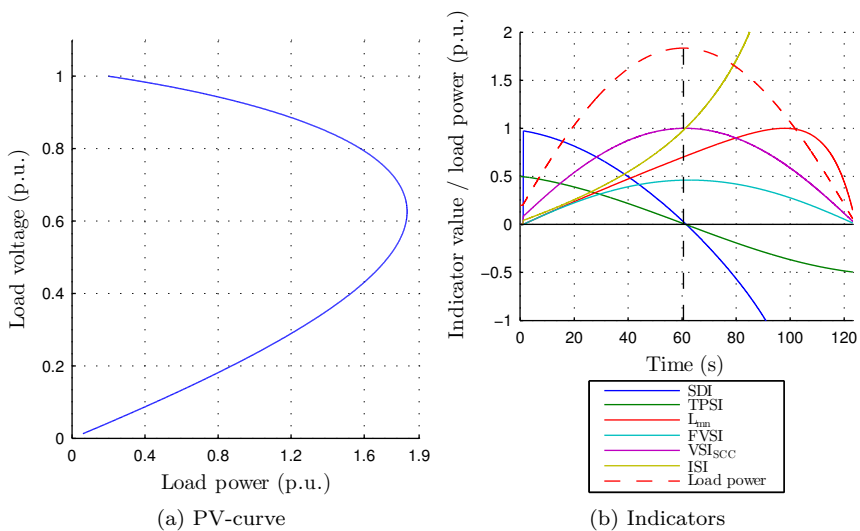 1
0.8
0.6
0.4
0.2
0
0
0.4
0.8
1.2
1.6
1.9
Load voltage (p.u.)
Load power (p.u.)
(a) PV-curve
2
1.5
1
0.5
0
−0.5
−1
0
20
40
60
80
100
120
Indicator value / load power (p.u.)
Time (s)
SDI
TPSI
Lmn
FVSI
VSISCC
ISI
Load power
(b) Indicators